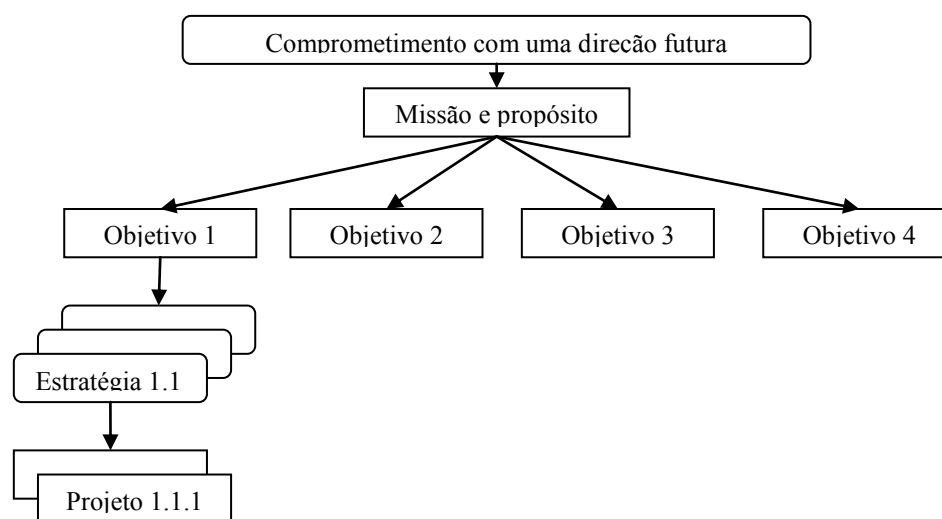 Comprometimento com uma direção futura
Missão e propósito
Objetivo 1
Objetivo 2
Objetivo 3
Objetivo 4
Estratégia 1.1
Projeto 1.1.1